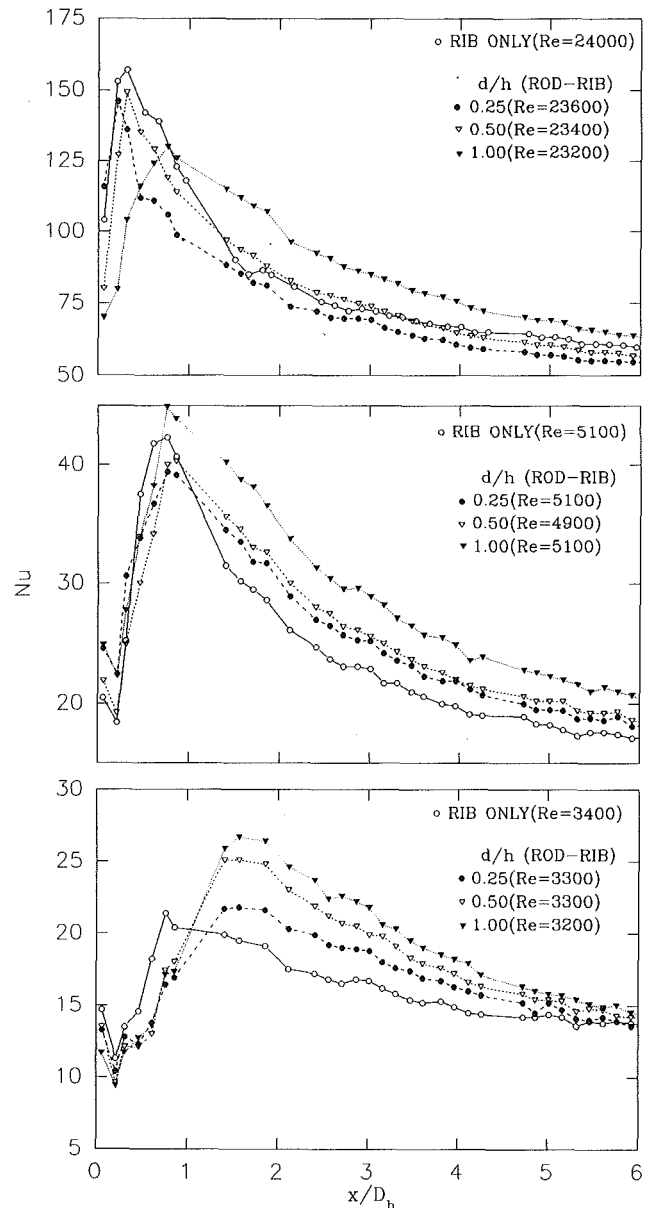 175
150
125
100
75
50
RIB ONLY(Re=24000)
d/h (ROD-RIB)
0.25(Re=23600)
0.50(Re=23400)
1.00(Re=23200)
40
30
20
Nu
RIB ONLY(Re=5100)
d/h (ROD-RIB)
0.25(Re=5100)
0.50(Re=4900)
1.00(Re=5100)
30
25
20
15
10
5
RIB ONLY(Re=3400)
d/h (ROD-RIB)
0.25(Re=3300)
0.50(Re=3300)
1.00(Re=3200)
0 1 2 3 4 5 6
x/Dh